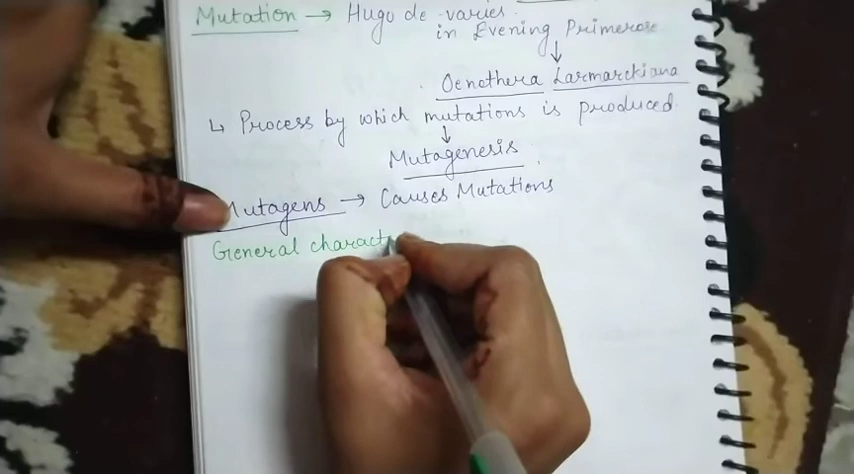 Mutation → Hugo de varies
in Evening Primerose
↓
Oenothera Larmarckiana
↳ Process by which mutations is produced
↓
Mutagenesis
Mutagens → Causes Mutations
General charact